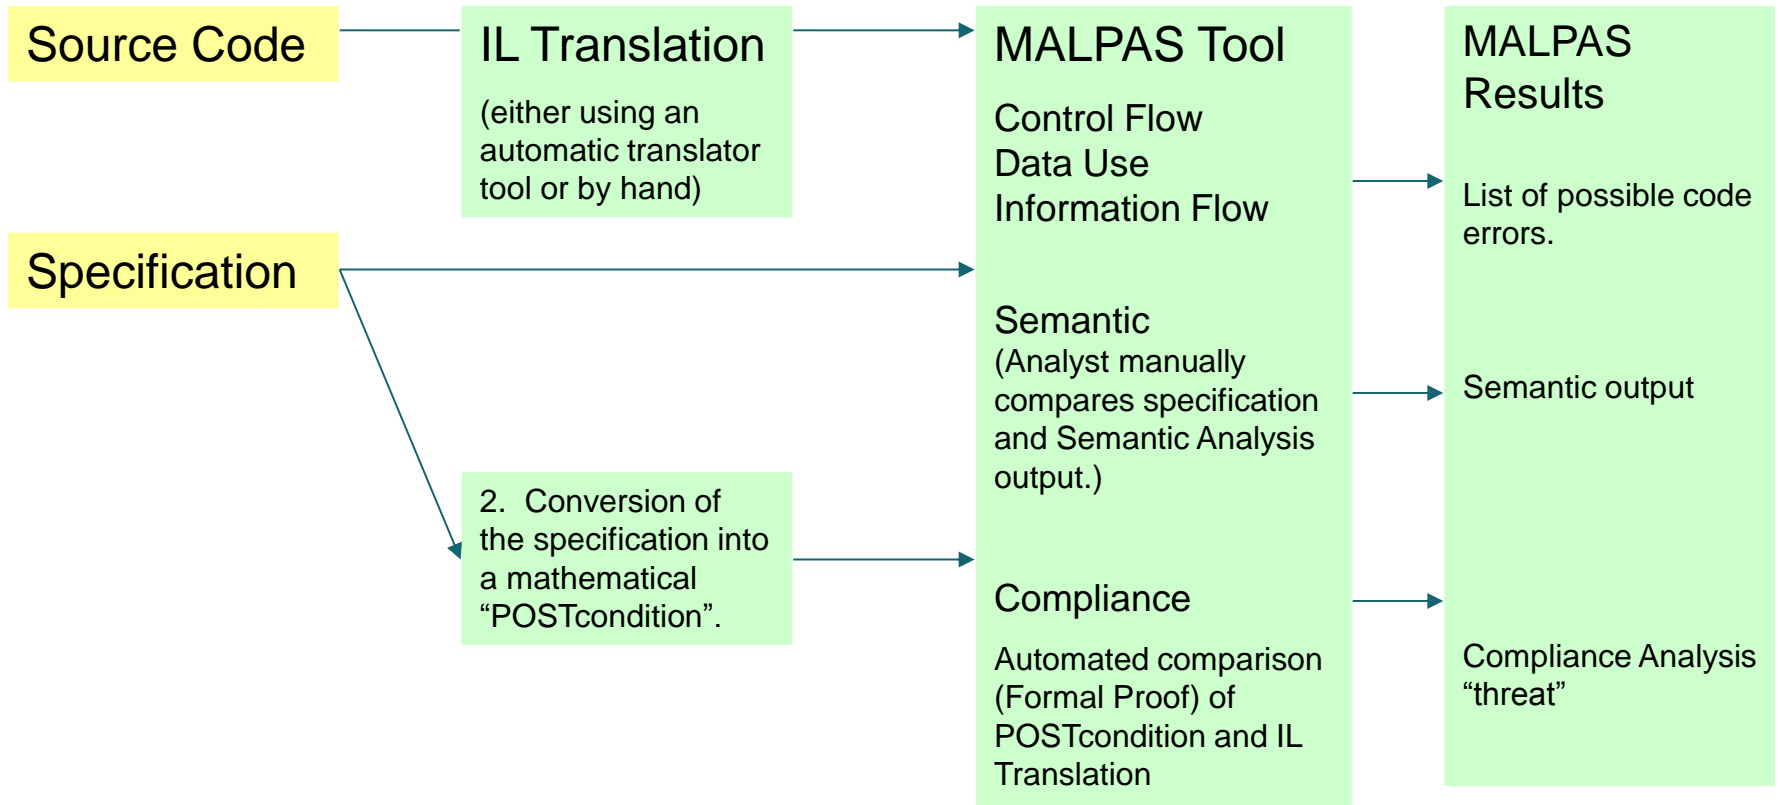 Source Code
IL Translation
(either using an
automatic translator
tool or by hand)
Specification
2.  Conversion of
the specification into
a mathematical
“POSTcondition”.
MALPAS Tool
Control Flow
Data Use
Information Flow
Semantic
(Analyst manually
compares specification
and Semantic Analysis
output.)
Compliance
Automated comparison
(Formal Proof) of
POSTcondition and IL
Translation
MALPAS
Results
List of possible code
errors.
Semantic output
Compliance Analysis
“threat”